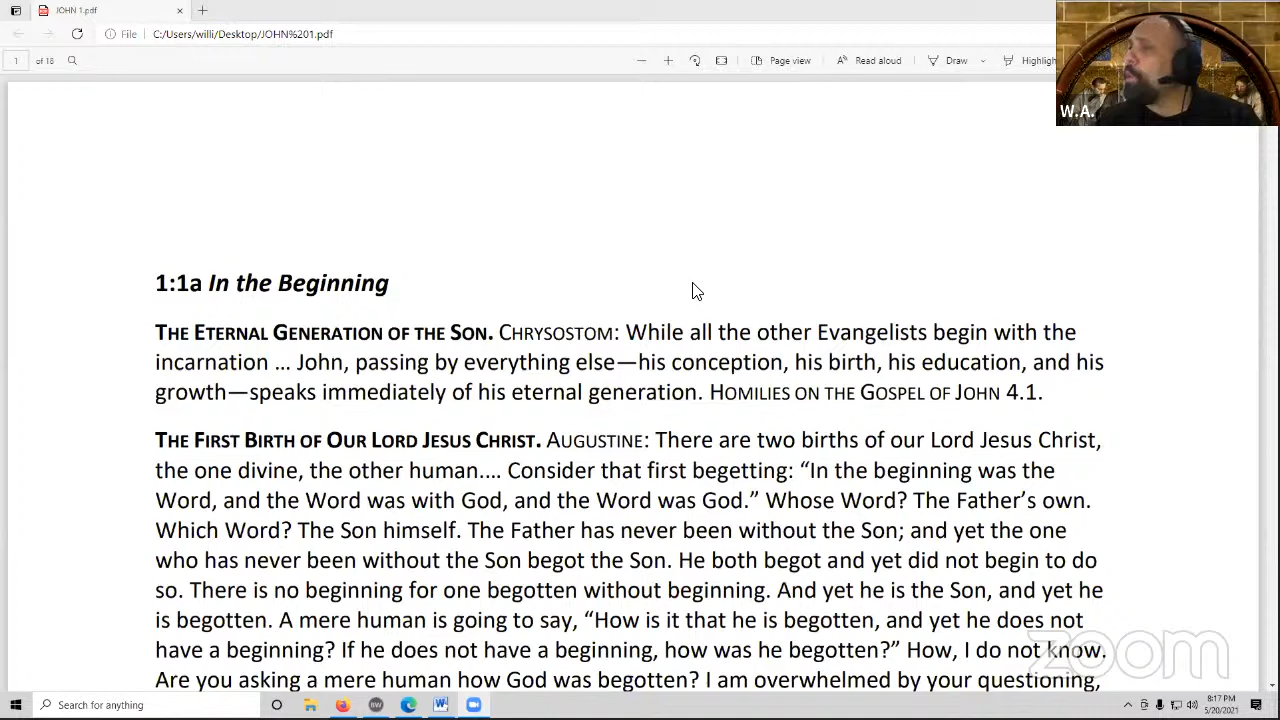 JOHN 1.pdf
File C:/Users/willi/Desktop/JOHN%201.pdf
1 of 18 Page view Read aloud Draw Highligh
W.A.
1:1a In the Beginning
THE ETERNAL GENERATION OF THE SON. CHRYSOSTOM: While all the other Evangelists begin with the
incarnation … John, passing by everything else—his conception, his birth, his education, and his
growth—speaks immediately of his eternal generation. HOMILIES ON THE GOSPEL OF JOHN 4.1.
THE FIRST BIRTH OF OUR LORD JESUS CHRIST. AUGUSTINE: There are two births of our Lord Jesus Christ,
the one divine, the other human.… Consider that first begetting: “In the beginning was the
Word, and the Word was with God, and the Word was God.” Whose Word? The Father’s own.
Which Word? The Son himself. The Father has never been without the Son; and yet the one
who has never been without the Son begot the Son. He both begot and yet did not begin to do
so. There is no beginning for one begotten without beginning. And yet he is the Son, and yet he
is begotten. A mere human is going to say, “How is it that he is begotten, and yet he does not
have a beginning? If he does not have a beginning, how was he begotten?” How, I do not know.
Are you asking a mere human how God was begotten? I am overwhelmed by your questioning,
zoom
Search for anything
8:17 PM
5/20/2021